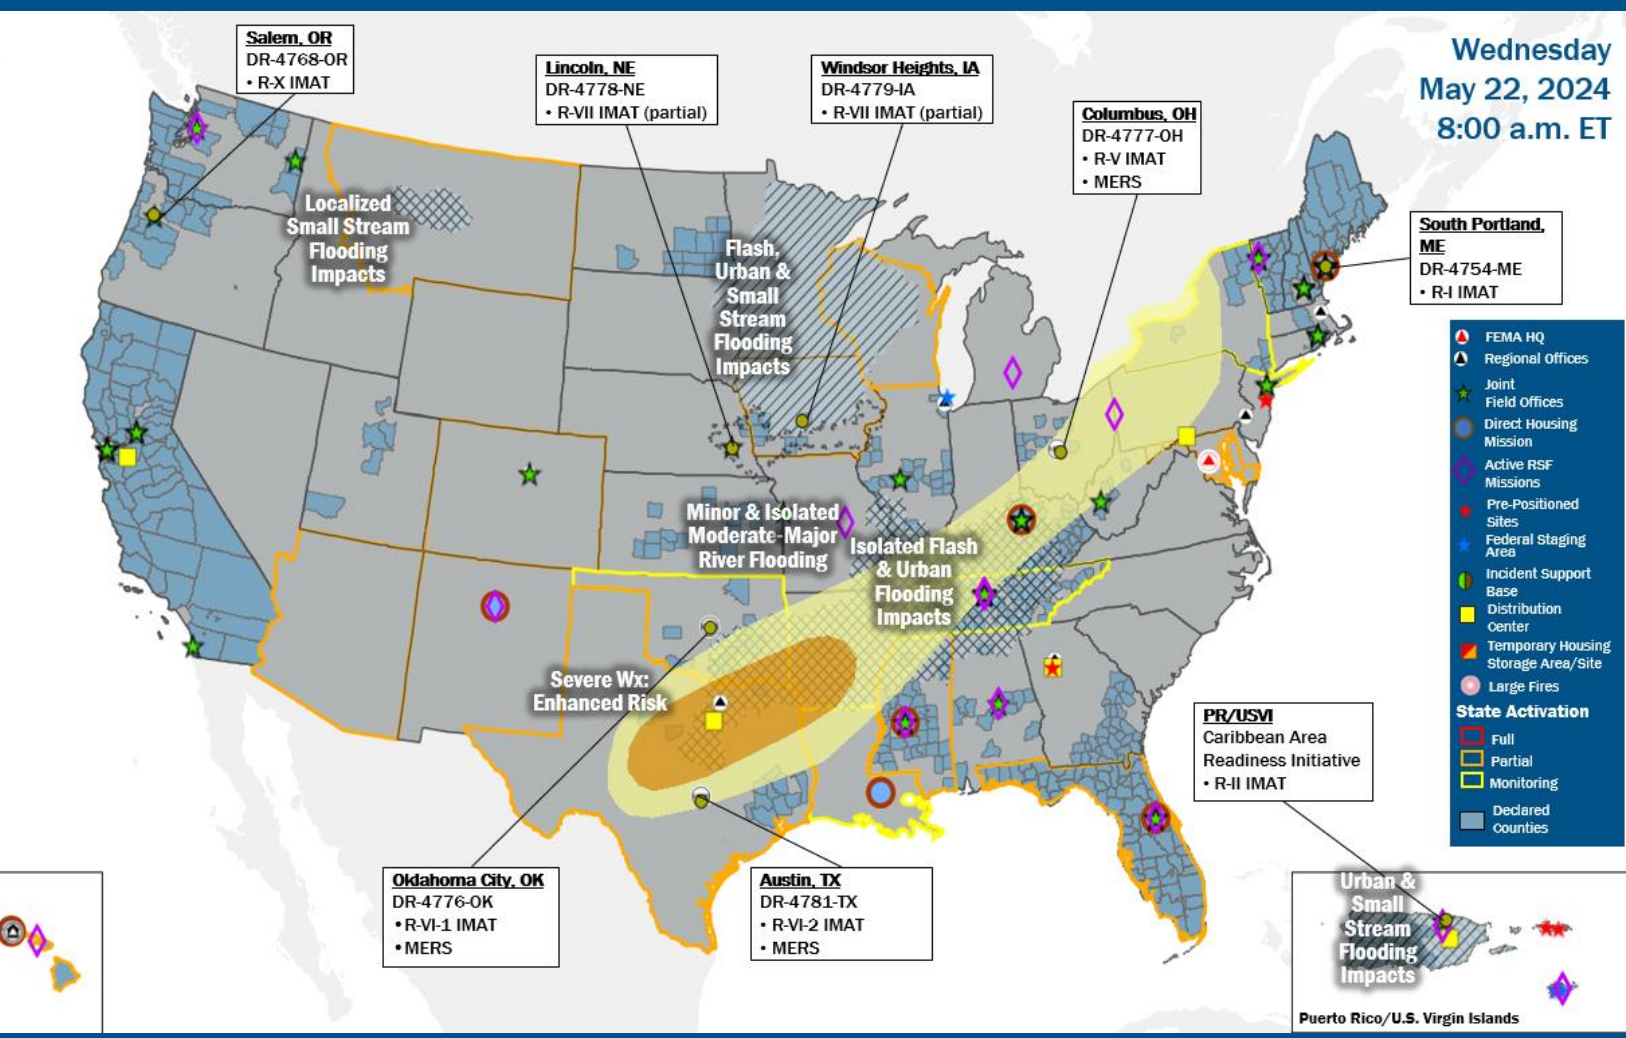 Wednesday
May 22, 2024
8:00 a.m. ET
Salem, OR
DR-4768-OR
• R-X IMAT
Lincoln, NE
DR-4778-NE
• R-VII IMAT (partial)
Windsor Heights, IA
DR-4779-IA
• R-VII IMAT (partial)
Columbus, OH
DR-4777-OH
• R-V IMAT
• MERS
South Portland,
ME
DR-4754-ME
• R-I IMAT
Localized
Small Stream
Flooding
Impacts
Flash,
Urban &
Small
Stream
Flooding
Impacts
Minor & Isolated
Moderate-Major
River Flooding
Isolated Flash
& Urban
Flooding
Impacts
Severe Wx:
Enhanced Risk
FEMA HQ
Regional Offices
Joint
Field Offices
Direct Housing
Mission
Active RSF
Missions
Pre-Positioned
Sites
Federal Staging
Area
Incident Support
Base
Distribution
Center
Temporary Housing
Storage Area/Site
Large Fires
State Activation
Full
Partial
Monitoring
Declared
Counties
PR/USVI
Caribbean Area
Readiness Initiative
• R-II IMAT
Oklahoma City, OK
DR-4776-OK
• R-VI-1 IMAT
• MERS
Austin, TX
DR-4781-TX
• R-VI-2 IMAT
• MERS
Urban &
Small
Stream
Flooding
Impacts
Puerto Rico/U.S. Virgin Islands